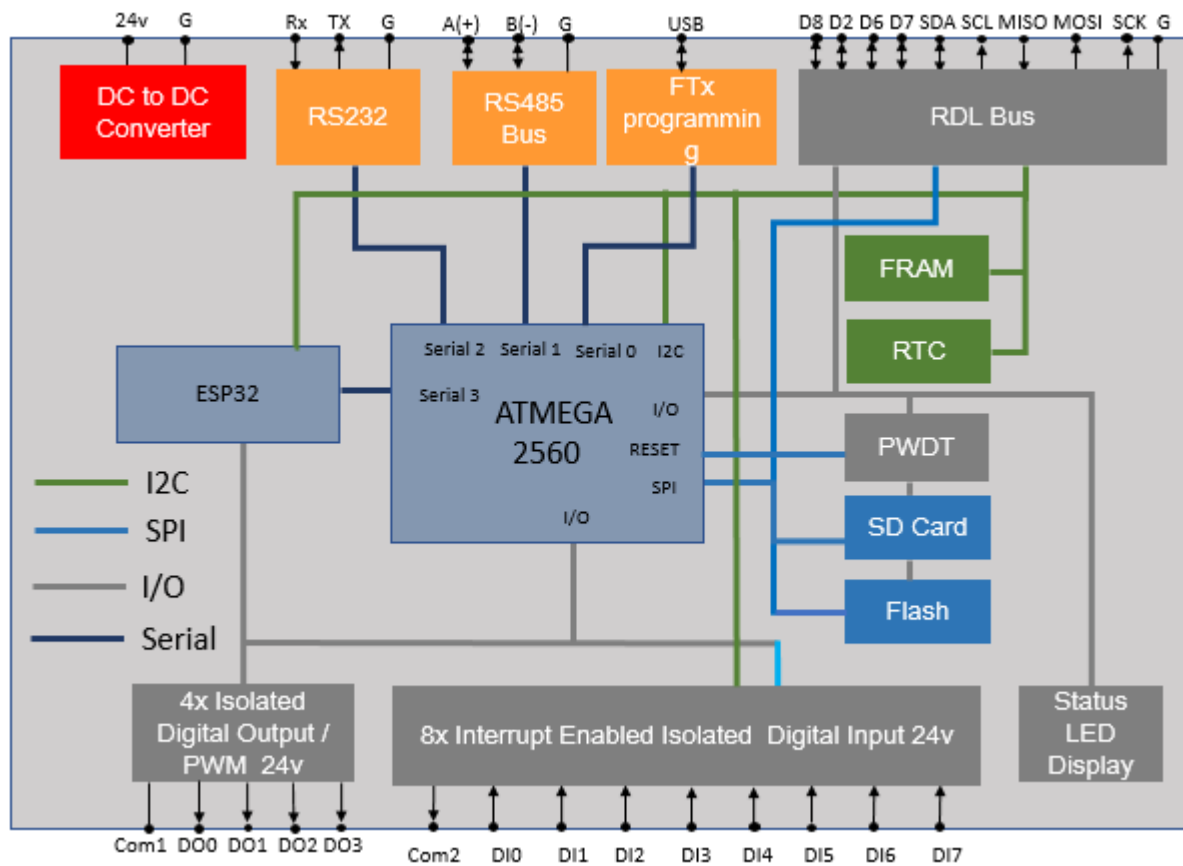 24v G Rx TX G A(+) B(-) G USB D8 D2 D6 D7 SDA SCL MISO MOSI SCK G
DC to DC
Converter
RS232
RS485
Bus
FTx
programmin
g
RDL Bus
FRAM
RTC
ESP32
Serial 2 Serial 1 Serial 0 I2C
Serial 3
I/O
ATMEGA
2560
RESET
SPI
I/O
PWDT
SD Card
Flash
I2C
SPI
I/O
Serial
4x Isolated
Digital Output /
PWM 24v
8x Interrupt Enabled Isolated Digital Input 24v
Status
LED
Display
Com1 DO0 DO1 DO2 DO3
Com2 DI0 DI1 DI2 DI3 DI4 DI5 DI6 DI7